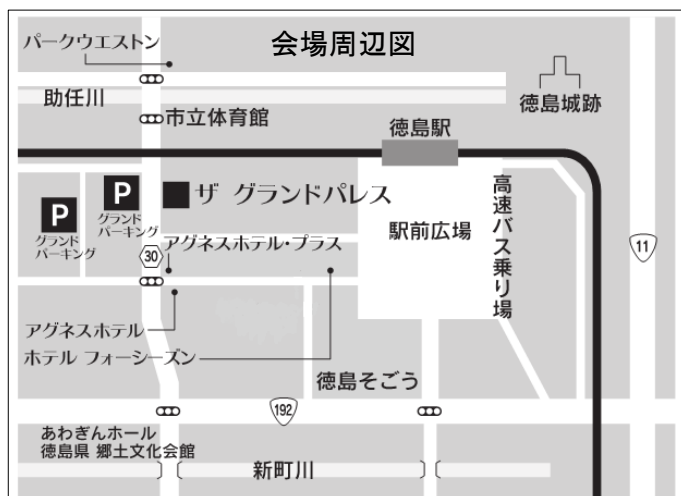 会場周辺図
パークウエストン
助任川
市立体育館
徳島城跡
徳島駅
P
グランド
パーキング
P
グランド
パーキング
ザ グランドパレス
駅前広場
高速バス乗り場
11
30
アグネスホテル・プラス
アグネスホテル
ホテル フォーシーズン
徳島そごう
192
あわぎんホール
徳島県 郷土文化会館
新町川